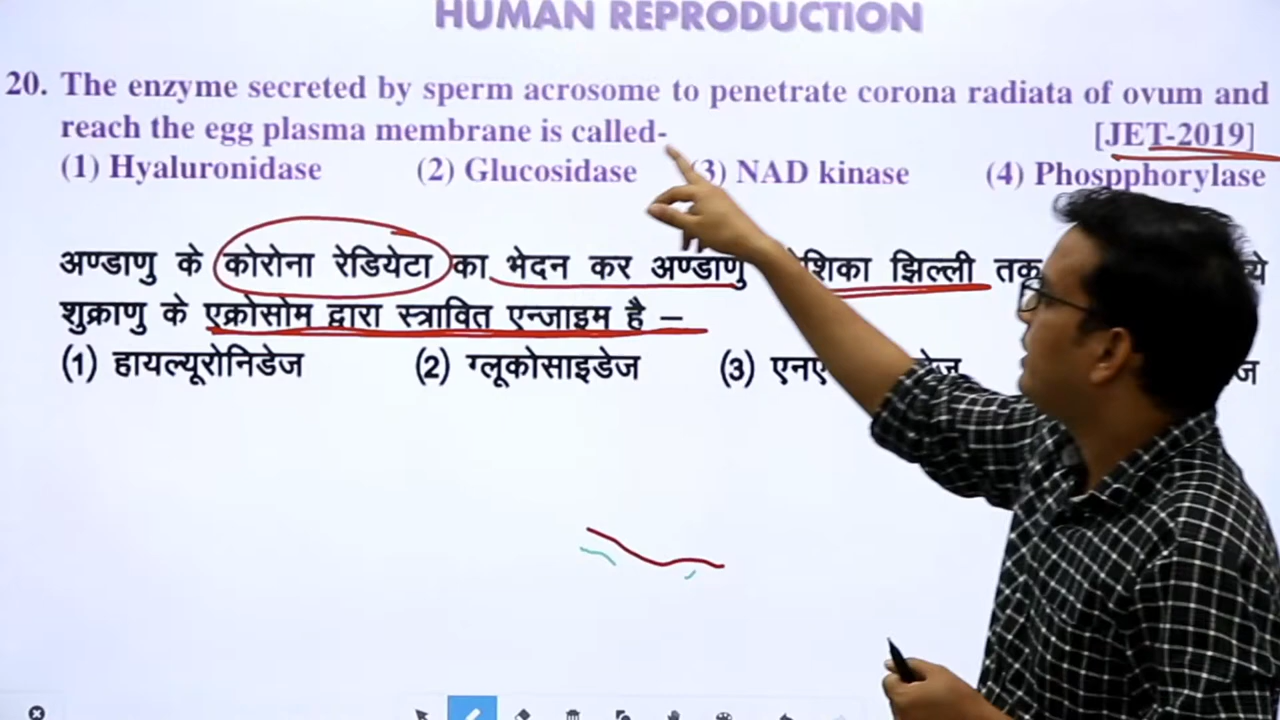 HUMAN REPRODUCTION
20. The enzyme secreted by sperm acrosome to penetrate corona radiata of ovum and
reach the egg plasma membrane is called- [JET-2019]
(1) Hyaluronidase (2) Glucosidase 3) NAD kinase (4) Phospphorylase
अण्डाणु के कोरोना रेडियेटा का भेदन कर अण्डाणु झिल्ली
शुक्राणु के एक्रोसोम द्वारा स्त्रावित एन्जाइम है –
(1) हायल्यूरोनिडेज (2) ग्लूकोसाइडेज (3)